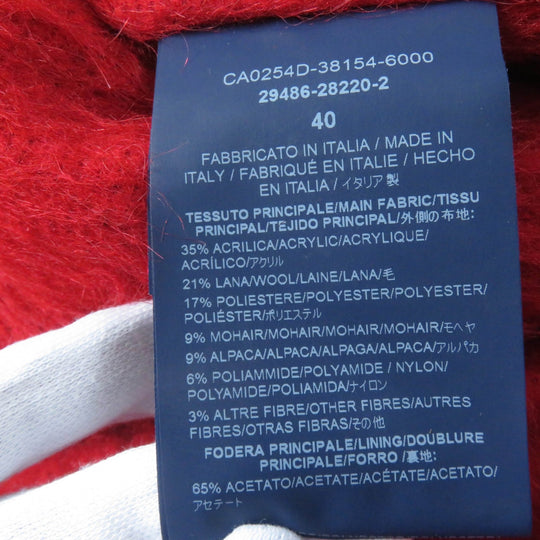 CA0254D-38154-6000
29486-28220-2
40
FABBRICATO IN ITALIA / MADE IN
ITALY / FABRIQUÉ EN ITALIE / HECHO
EN ITALIA / イタリア製
TESSUTO PRINCIPALE/MAIN FABRIC/TISSU
PRINCIPAL/TEJIDO PRINCIPAL/外側の布地:
35% ACRILICA/ACRYLIC/ACRYLIQUE/
ACRÍLICO/アクリル
21% LANA/WOOL/LAINE/LANA/毛
17% POLIESTERE/POLYESTER/POLYESTER/
POLIÉSTER/ポリエステル
9% MOHAIR/MOHAIR/MOHAIR/MOHAIR/モヘヤ
9% ALPACA/ALPACA/ALPAGA/ALPACA/アルパカ
6% POLIAMMIDE/POLYAMIDE / NYLON/
POLYAMIDE/POLIAMIDA/ナイロン
3% ALTRE FIBRE/OTHER FIBRES/AUTRES
FIBRES/OTRAS FIBRAS/その他
FODERA PRINCIPALE/LINING/DOUBLURE
PRINCIPALE/FORRO /裏地:
65% ACETATO/ACETATE/ACÉTATE/ACETATO/
アセテート